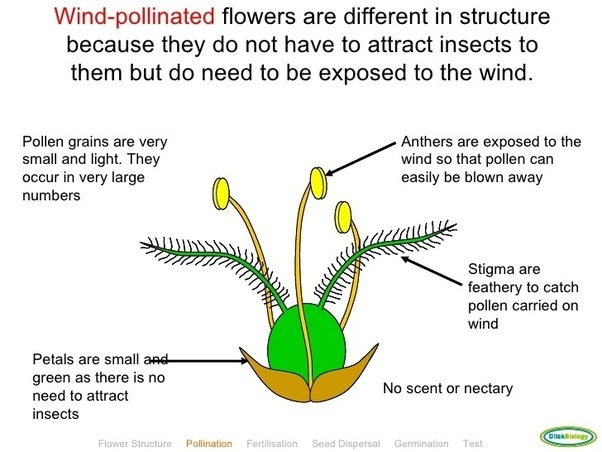 Wind-pollinated flowers are different in structure
because they do not have to attract insects to
them but do need to be exposed to the wind.
Pollen grains are very
small and light. They
occur in very large
numbers
Anthers are exposed to the
wind so that pollen can
easily be blown away
Stigma are
feathery to catch
pollen carried on
wind
Petals are small and
green as there is no
need to attract
insects
No scent or nectary
Flower Structure Pollination Fertilisation Seed Dispersal Germination Test
ClickBiology